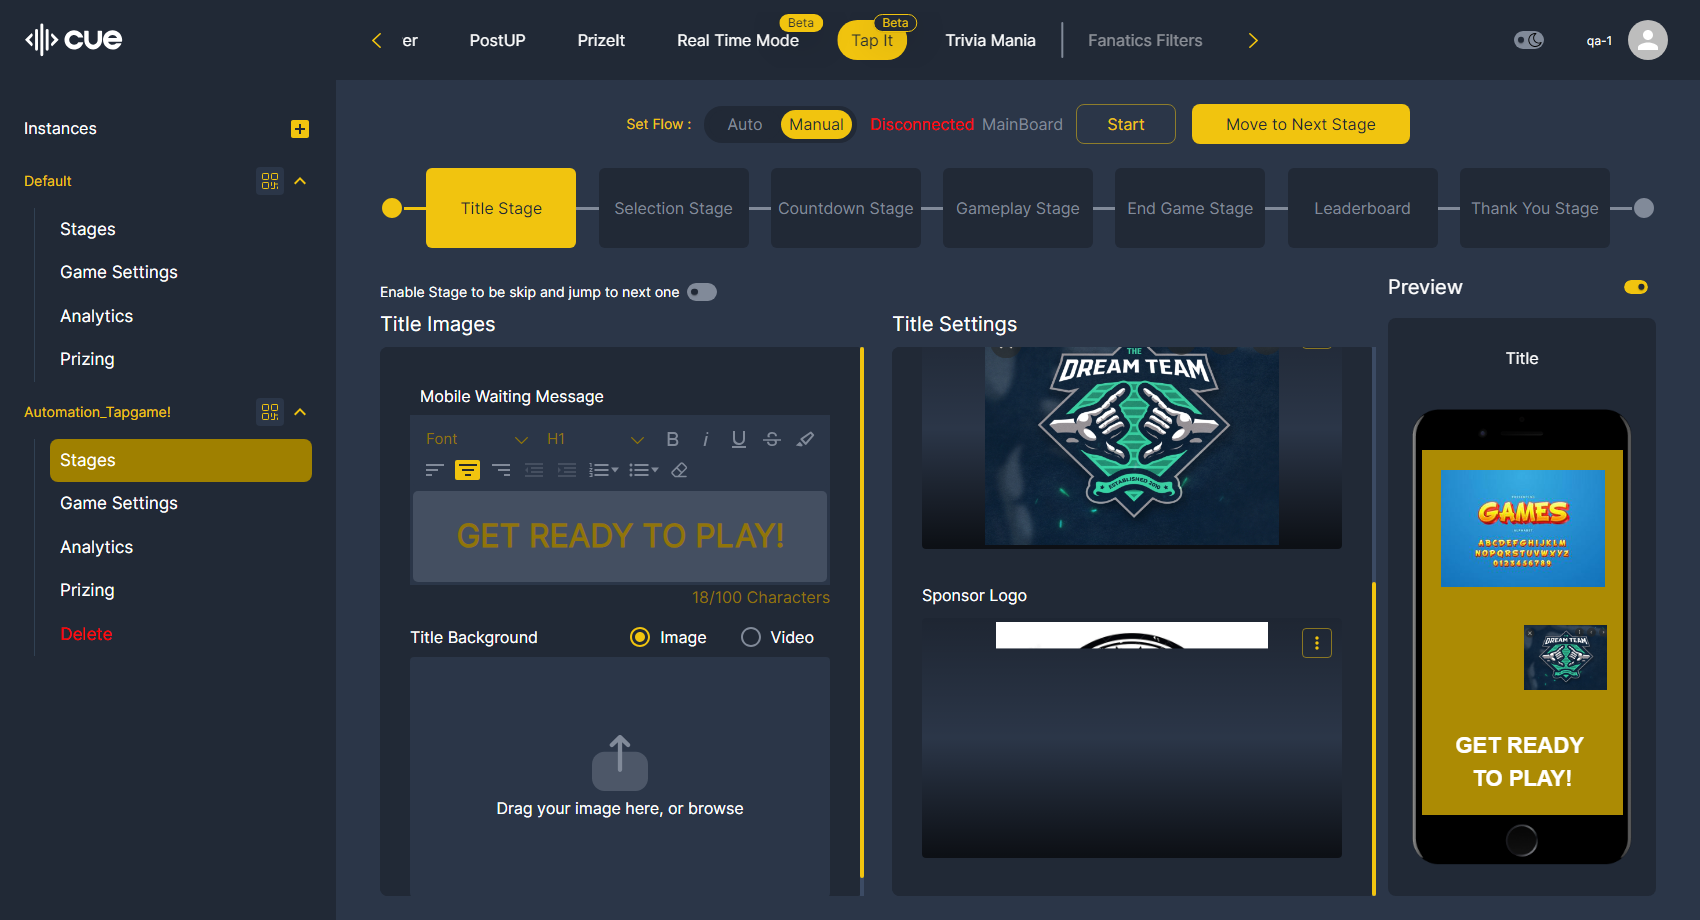 cue
er
PostUP
PrizeIt
Real Time Mode
Beta
Tap It
Beta
Trivia Mania
Fanatics Filters
qa-1
Instances
Default
Stages
Game Settings
Analytics
Prizing
Automation_Tapgame!
Stages
Game Settings
Analytics
Prizing
Delete
Set Flow :
Auto
Manual
Disconnected MainBoard
Start
Move to Next Stage
Title Stage
Selection Stage
Countdown Stage
Gameplay Stage
End Game Stage
Leaderboard
Thank You Stage
Enable Stage to be skip and jump to next one
Title Images
Mobile Waiting Message
Font
H1
B i U S
GET READY TO PLAY!
18/100 Characters
Title Background
Image
Video
Drag your image here, or browse
Title Settings
THE
DREAM TEAM
ESTABLISHED 2010
Sponsor Logo
Preview
Title
GAMES
ALPHABET
ABCDEFGHIJKLM
NOPQRSTUVWXYZ
0123456789
DREAM TEAM
GET READY
TO PLAY!